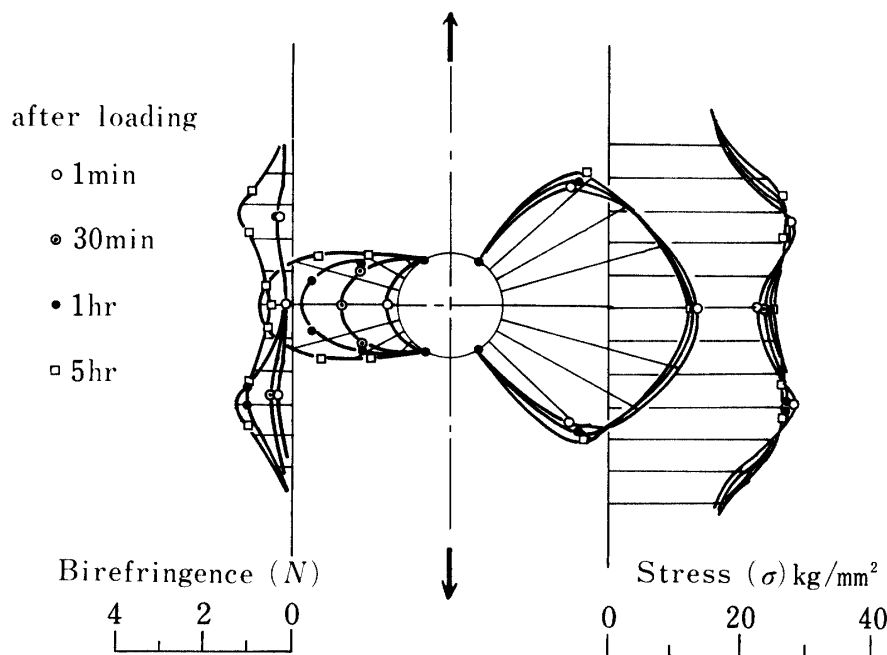 after loading
○ 1min
◉ 30min
● 1hr
□ 5hr
Birefringence (N)
4 2 0
Stress (σ) kg/mm²
0 20 40